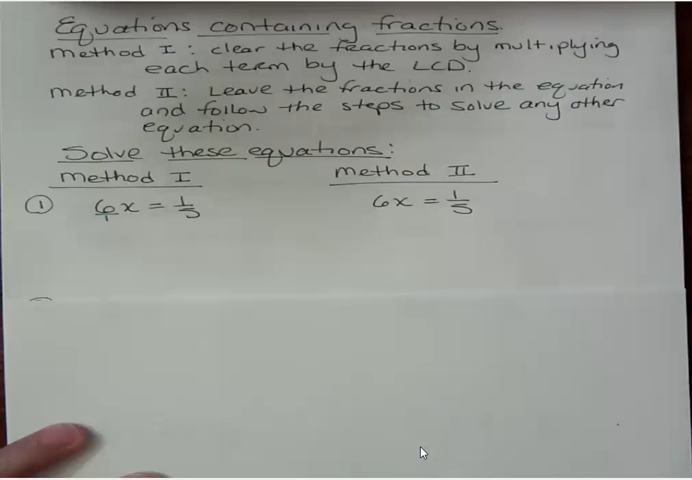 Equations containing fractions.
method I: clear the fractions by multiplying
each term by the LCD.
method II: Leave the fractions in the equation
and follow the steps to solve any other
equation.
Solve these equations:
method I method II
① 6/1 x = 1/5 6x = 1/5